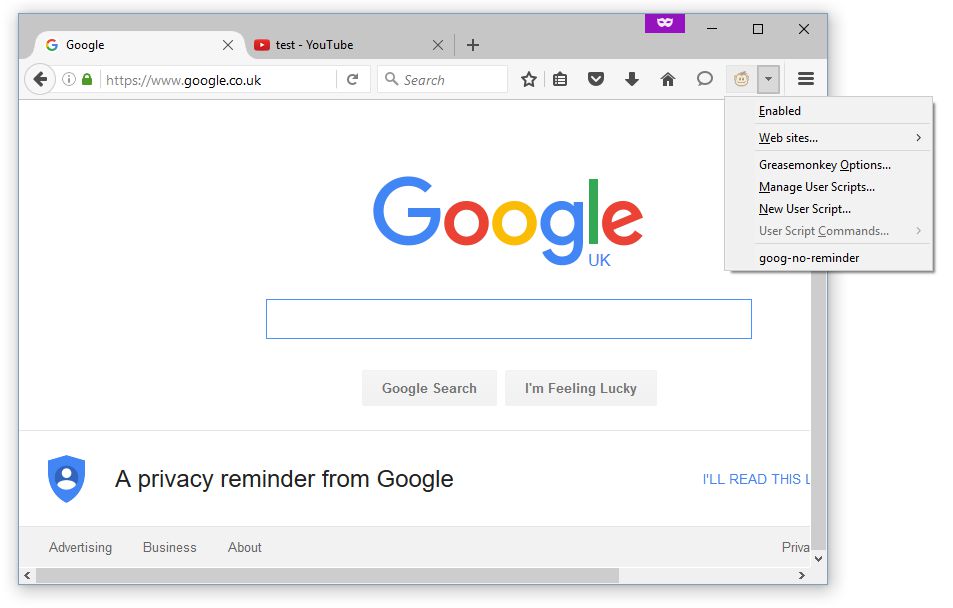 Google
test - YouTube
https://www.google.co.uk
Search
Enabled
Web sites...
Greasemonkey Options...
Manage User Scripts...
New User Script...
User Script Commands...
goog-no-reminder
Google
UK
Google Search
I'm Feeling Lucky
A privacy reminder from Google
I'LL READ THIS L
Advertising
Business
About
Priva